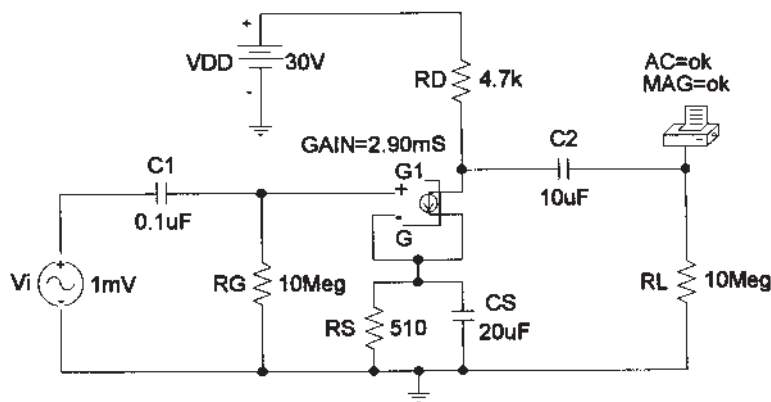 +
VDD 30V
-
RD 4.7k
AC=ok
MAG=ok
GAIN=2.90mS
C1
0.1uF
G1
+
-
G
C2
10uF
Vi
+
-
1mV
RG 10Meg
RS 510
CS
20uF
RL 10Meg